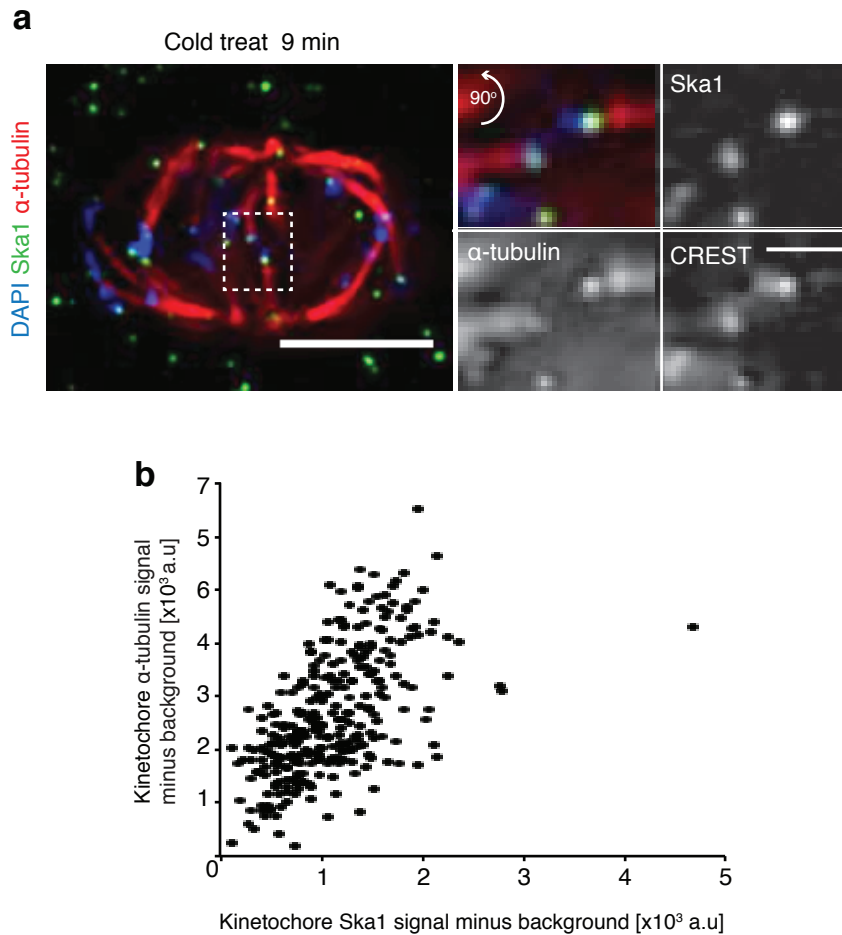 a
Cold treat 9 min
DAPI Ska1 α-tubulin
90°
Ska1
α-tubulin
CREST
b
Kinetochore α-tubulin signal
minus background [x10³ a.u]
7
5
6
4
3
2
1
0
1
2
3
4
5
Kinetochore Ska1 signal minus background [x10³ a.u]